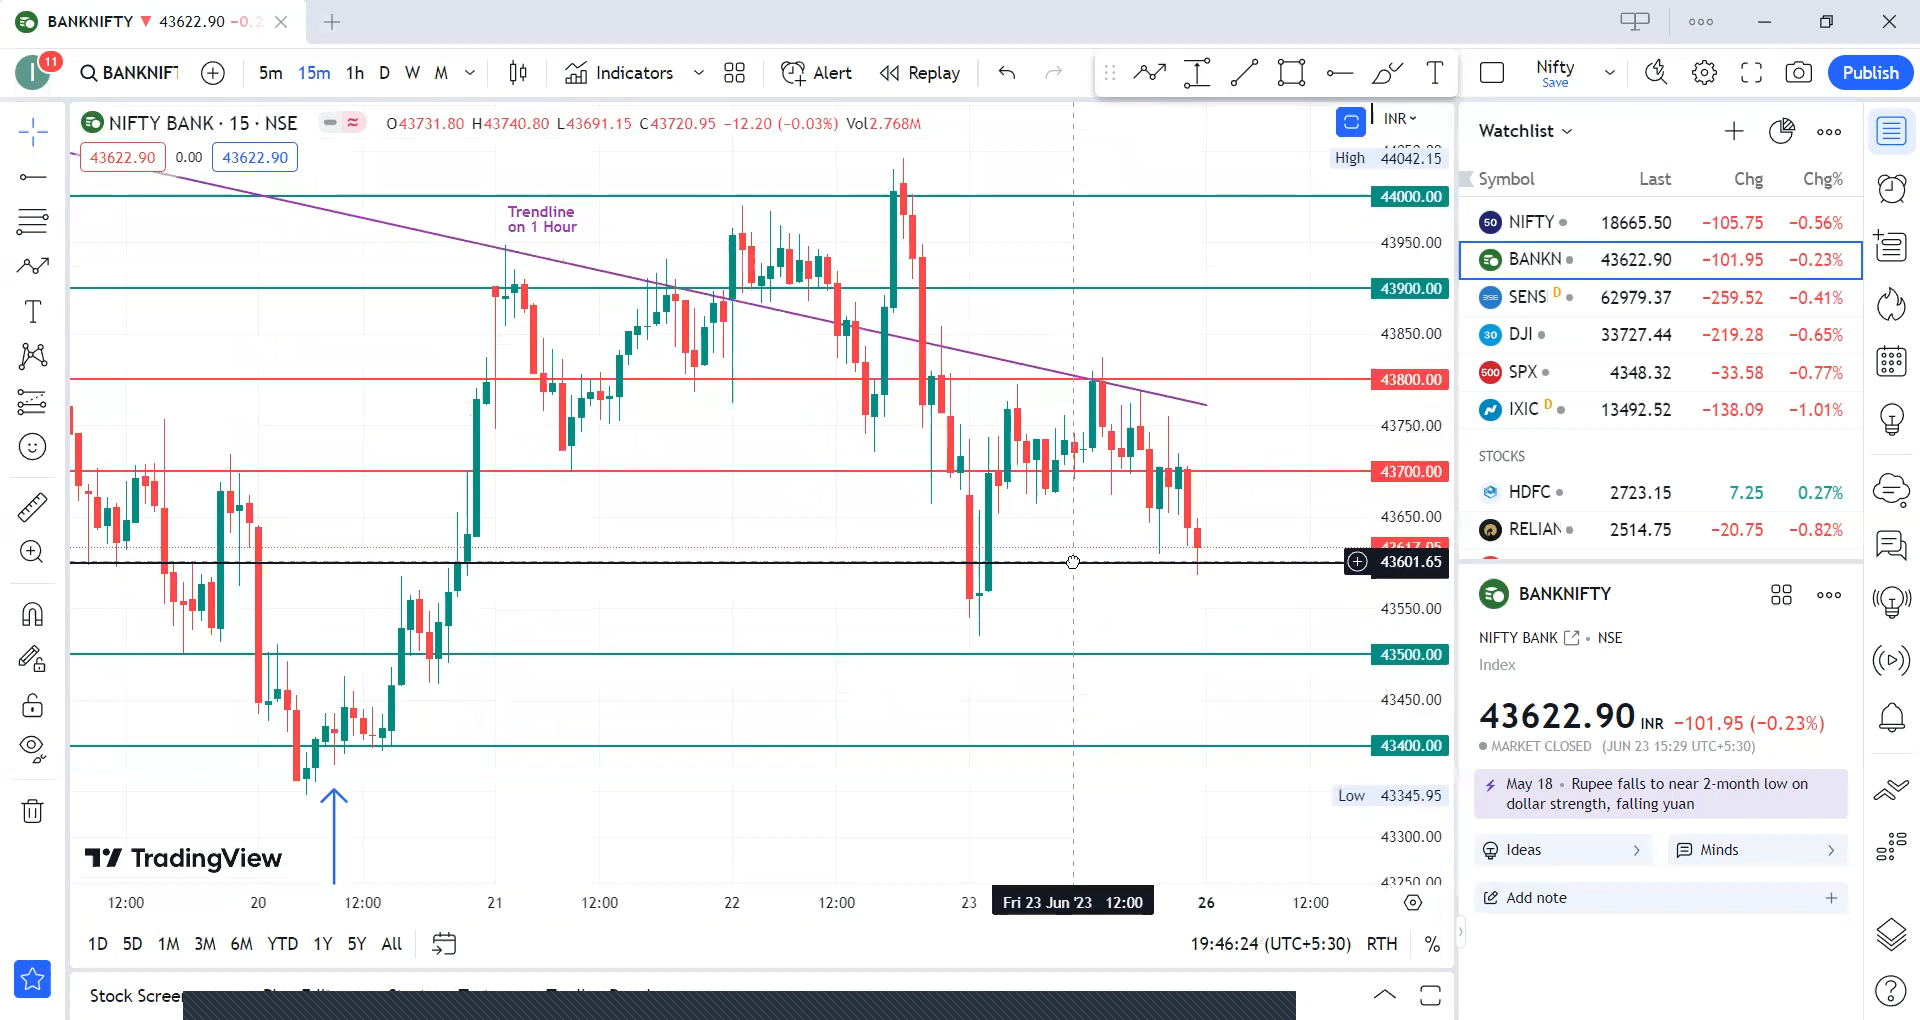 BANKNIFTY ▼ 43622.90 −0.2
11
I
BANKNIFT
5m 15m 1h D W M
Indicators
Alert
Replay
Nifty
Save
Publish
NIFTY BANK · 15 · NSE
O43731.80 H43740.80 L43691.15 C43720.95 −12.20 (−0.03%) Vol2.768M
INR
43622.90 0.00 43622.90
High 44042.15
Trendline
on 1 Hour
44000.00
43950.00
43900.00
43850.00
43800.00
43750.00
43700.00
43650.00
43601.65
43550.00
43500.00
43450.00
43400.00
Low 43345.95
43300.00
43250.00
TradingView
12:00 20 12:00 21 12:00 22 12:00 23 Fri 23 Jun '23 12:00 26 12:00
1D 5D 1M 3M 6M YTD 1Y 5Y All
19:46:24 (UTC+5:30) RTH %
Stock Screen
Watchlist
Symbol Last Chg Chg%
50 NIFTY 18665.50 −105.75 −0.56%
BANKN 43622.90 −101.95 −0.23%
BSE SENS D 62979.37 −259.52 −0.41%
30 DJI 33727.44 −219.28 −0.65%
500 SPX 4348.32 −33.58 −0.77%
IXIC D 13492.52 −138.09 −1.01%
STOCKS
HDFC 2723.15 7.25 0.27%
RELIAN 2514.75 −20.75 −0.82%
BANKNIFTY
NIFTY BANK • NSE
Index
43622.90 INR −101.95 (−0.23%)
MARKET CLOSED (JUN 23 15:29 UTC+5:30)
May 18 • Rupee falls to near 2-month low on
dollar strength, falling yuan
Ideas
Minds
Add note